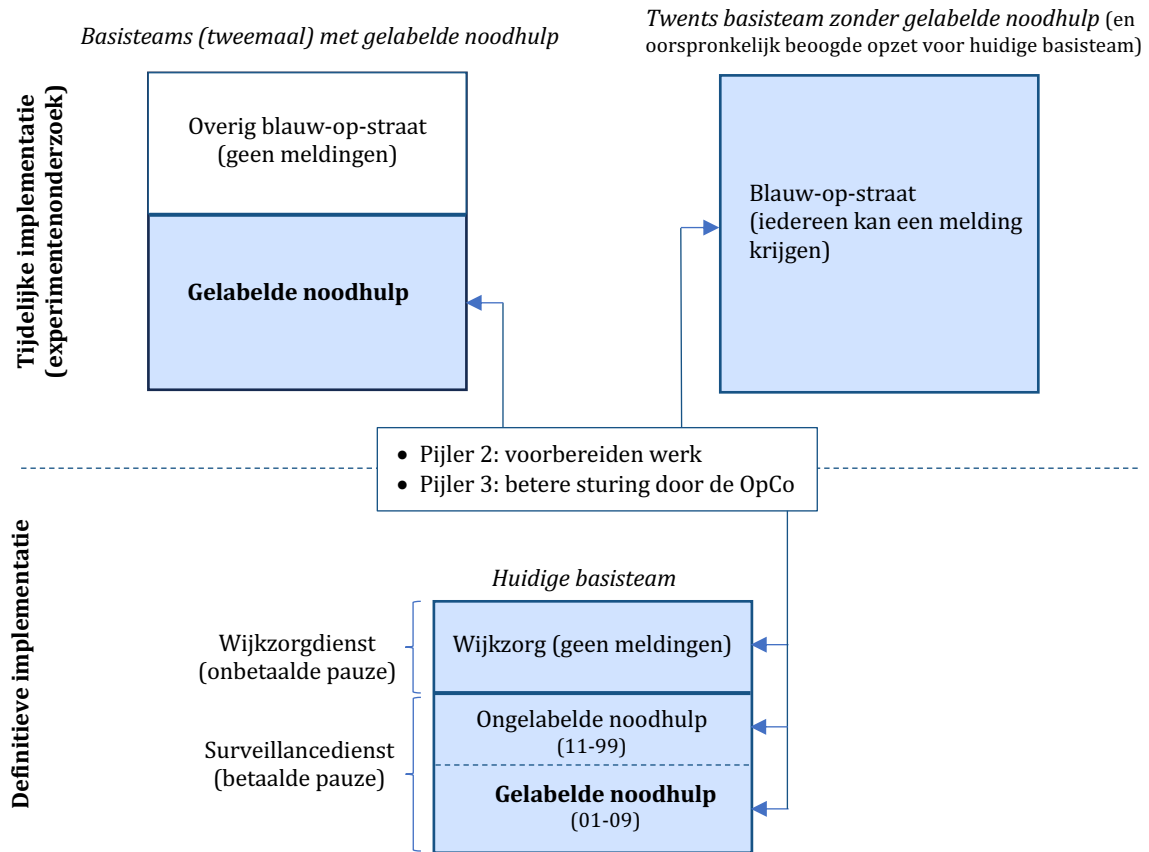 Basisteams (tweemaal) met gelabelde noodhulp
Twents basisteam zonder gelabelde noodhulp (en
oorspronkelijk beoogde opzet voor huidige basisteam)
Tijdelijke implementatie
(experimentenonderzoek)
Overig blauw-op-straat
(geen meldingen)
Gelabelde noodhulp
Blauw-op-straat
(iedereen kan een melding
krijgen)
• Pijler 2: voorbereiden werk
• Pijler 3: betere sturing door de OpCo
Definitieve implementatie
Huidige basisteam
Wijkzorgdienst
(onbetaalde pauze)
Wijkzorg (geen meldingen)
Surveillancedienst
(betaalde pauze)
Ongelabelde noodhulp
(11-99)
Gelabelde noodhulp
(01-09)